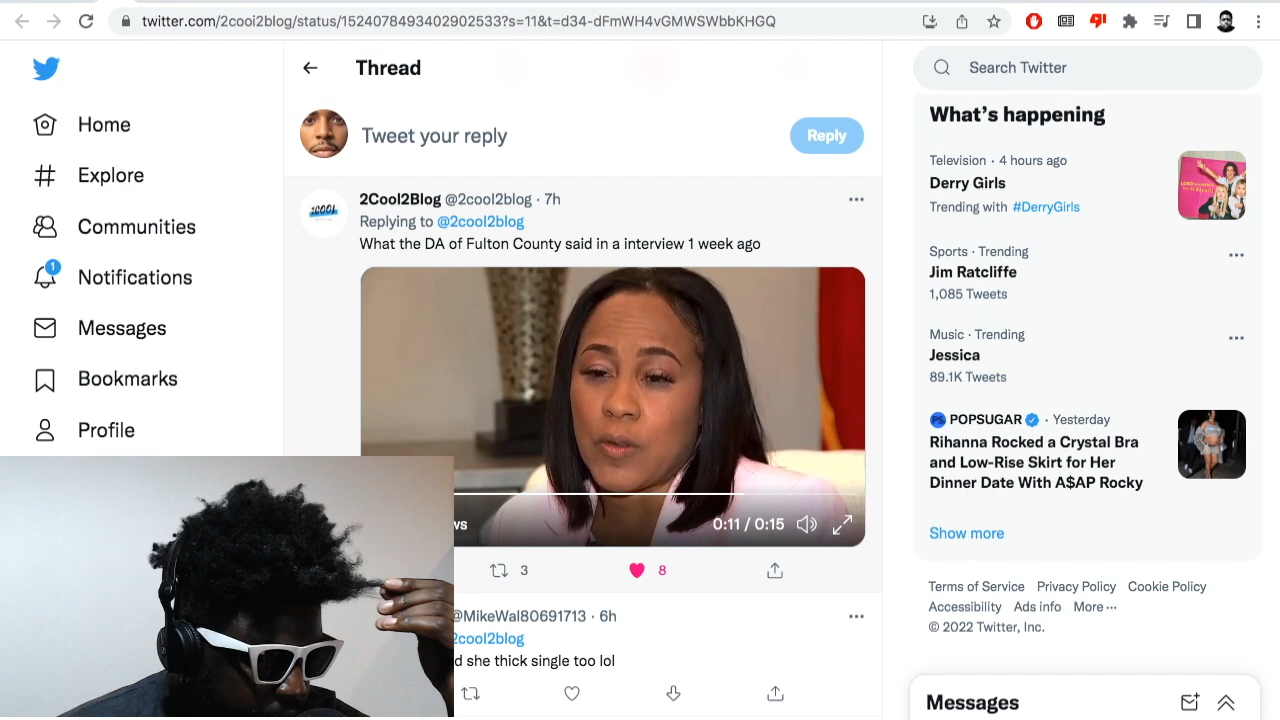 twitter.com/2cooi2blog/status/1524078493402902533?s=11&t=d34-dFmWH4vGMWSWbbKHGQ
Home
Explore
Communities
1
Notifications
Messages
Bookmarks
Profile
Thread
Tweet your reply
Reply
2COOL
2Cool2Blog @2cool2blog · 7h
Replying to @2cool2blog
What the DA of Fulton County said in a interview 1 week ago
ws
0:11 / 0:15
3
8
@MikeWal80691713 · 6h
2cool2blog
d she thick single too lol
Search Twitter
What's happening
Television · 4 hours ago
Derry Girls
Trending with #DerryGirls
Sports · Trending
Jim Ratcliffe
1,085 Tweets
Music · Trending
Jessica
89.1K Tweets
POPSUGAR · Yesterday
Rihanna Rocked a Crystal Bra
and Low-Rise Skirt for Her
Dinner Date With A$AP Rocky
Show more
Terms of Service Privacy Policy Cookie Policy
Accessibility Ads info More ···
© 2022 Twitter, Inc.
Messages